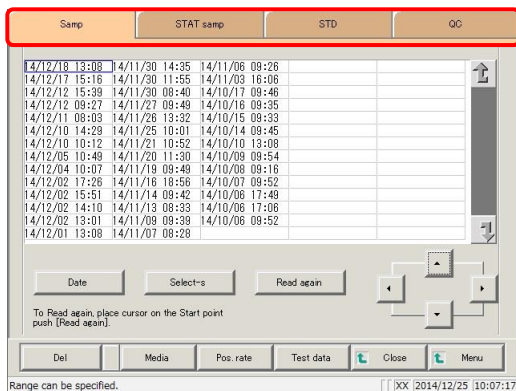 Samp STAT samp STD QC
14/12/18 13:08 14/11/30 14:35 14/11/06 09:26
14/12/17 15:16 14/11/30 11:55 14/11/03 16:06
14/12/12 15:39 14/11/30 08:40 14/10/17 09:46
14/12/12 09:27 14/11/27 09:49 14/10/16 09:35
14/12/11 08:03 14/11/26 13:32 14/10/15 09:33
14/12/10 14:29 14/11/25 10:01 14/10/14 09:45
14/12/10 10:12 14/11/21 10:52 14/10/10 13:08
14/12/05 10:49 14/11/20 11:30 14/10/09 09:54
14/12/04 10:07 14/11/19 09:49 14/10/08 09:16
14/12/02 17:26 14/11/16 18:56 14/10/07 09:52
14/12/02 15:51 14/11/14 09:42 14/10/06 17:49
14/12/02 14:10 14/11/13 08:33 14/10/06 17:06
14/12/02 13:01 14/11/09 09:39 14/10/06 09:52
14/12/01 13:08 14/11/07 08:28
Date Select-s Read again
To Read again, place cursor on the Start point
push [Read again].
Del Media Pos. rate Test data Close Menu
Range can be specified. XX 2014/12/25 10:07:17